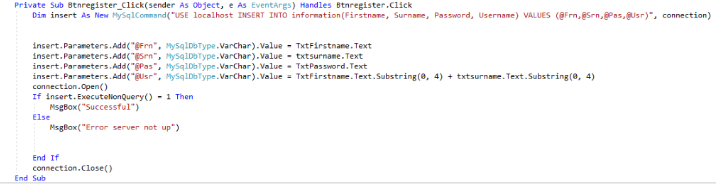 Private Sub Btnregister_Click(sender As Object, e As EventArgs) Handles Btnregister.Click
Dim insert As New MySqlCommand("USE localhost INSERT INTO information(Firstname, Surname, Password, Username) VALUES (@Frn,@Srn,@Pas,@Usr)", connection)
insert.Parameters.Add("@Frn", MySqlDbType.VarChar).Value = TxtFirstname.Text
insert.Parameters.Add("@Srn", MySqlDbType.VarChar).Value = txtsurname.Text
insert.Parameters.Add("@Pas", MySqlDbType.VarChar).Value = TxtPassword.Text
insert.Parameters.Add("@Usr", MySqlDbType.VarChar).Value = TxtFirstname.Text.Substring(0, 4) + txtsurname.Text.Substring(0, 4)
connection.Open()
If insert.ExecuteNonQuery() = 1 Then
MsgBox("Successful")
Else
MsgBox("Error server not up")
End If
connection.Close()
End Sub